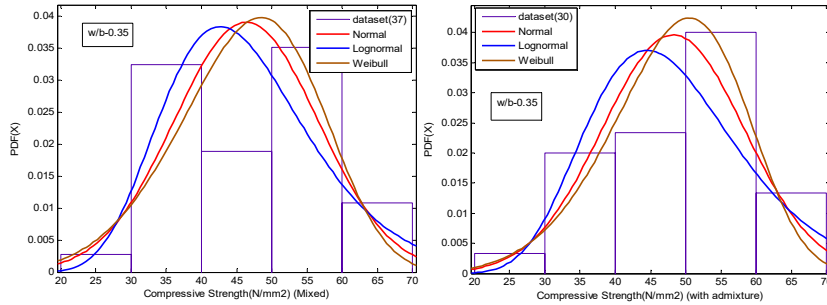 0.04
0.035
0.03
0.025
0.02
0.015
0.01
0.005
0
PDF(X)
w/b-0.35
dataset(37)
Normal
Lognormal
Weibull
20 25 30 35 40 45 50 55 60 65 70
Compressive Strength(N/mm2) (Mixed)
0.04
0.035
0.03
0.025
0.02
0.015
0.01
0.005
0
PDF(X)
dataset(30)
Normal
Lognormal
Weibull
w/b-0.35
20 25 30 35 40 45 50 55 60 65 70
Compressive Strength(N/mm2) (with admixture)